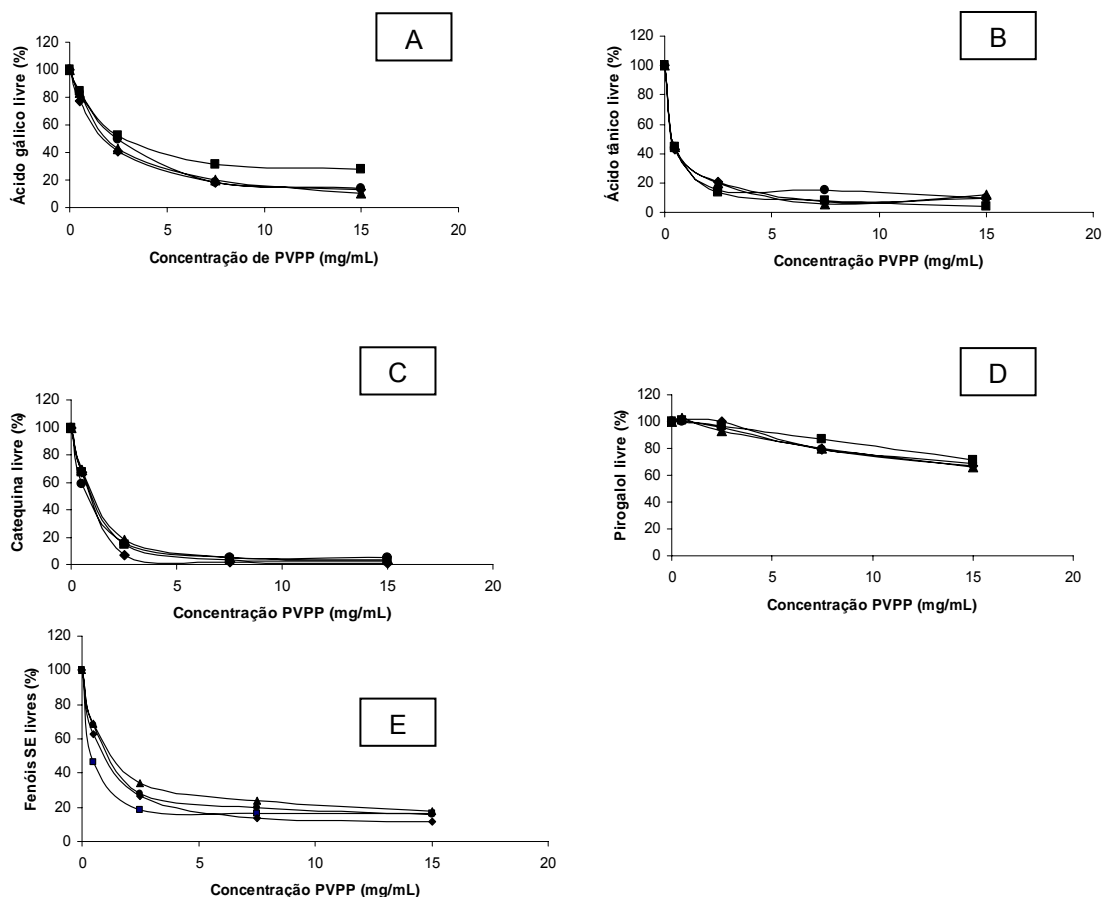 A
Ácido gálico livre (%)
120
100
80
60
40
20
0
0 5 10 15 20
Concentração de PVPP (mg/mL)
B
Ácido tânico livre (%)
120
100
80
60
40
20
0
0 5 10 15 20
Concentração PVPP (mg/mL)
C
Catequina livre (%)
120
100
80
60
40
20
0
0 5 10 15 20
Concentração PVPP (mg/mL)
D
Pirogalol livre (%)
120
100
80
60
40
20
0
0 5 10 15 20
Concentração PVPP (mg/mL)
E
Fenóis SE livres (%)
120
100
80
60
40
20
0
0 5 10 15 20
Concentração PVPP (mg/mL)